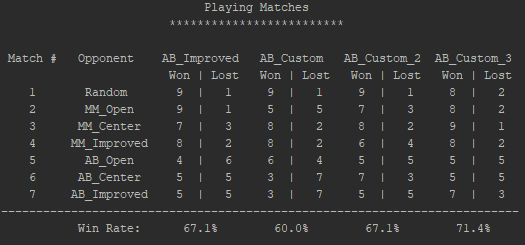 Playing Matches
*************************
Match # Opponent AB_Improved AB_Custom AB_Custom_2 AB_Custom_3
Won | Lost Won | Lost Won | Lost Won | Lost
1 Random 9 | 1 9 | 1 9 | 1 8 | 2
2 MM_Open 9 | 1 5 | 5 7 | 3 8 | 2
3 MM_Center 7 | 3 8 | 2 8 | 2 9 | 1
4 MM_Improved 8 | 2 8 | 2 6 | 4 8 | 2
5 AB_Open 4 | 6 6 | 4 5 | 5 5 | 5
6 AB_Center 5 | 5 3 | 7 7 | 3 5 | 5
7 AB_Improved 5 | 5 3 | 7 5 | 5 7 | 3
--------------------------------------------------------------------------
Win Rate: 67.1% 60.0% 67.1% 71.4%